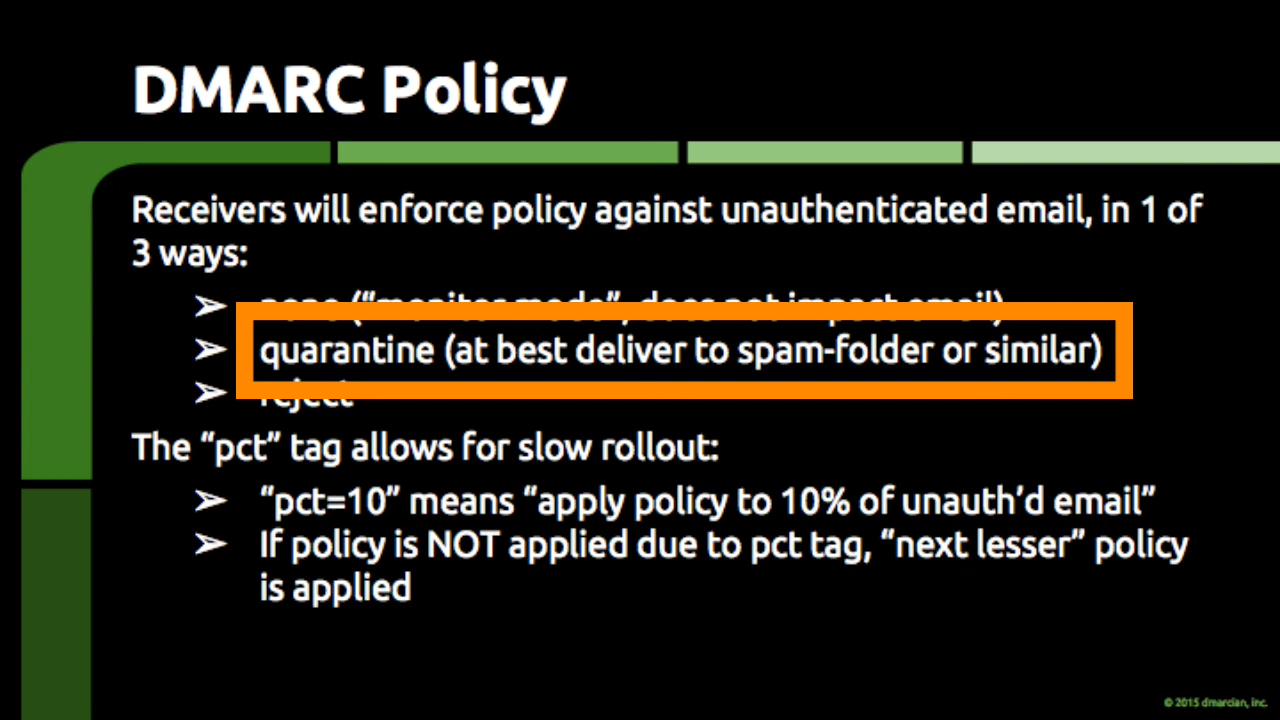 DMARC Policy
Receivers will enforce policy against unauthenticated email, in 1 of
3 ways:
➢ none (“monitor mode”, does not impact email)
➢ quarantine (at best deliver to spam-folder or similar)
➢ reject
The “pct” tag allows for slow rollout:
➢ “pct=10” means “apply policy to 10% of unauth’d email”
➢ If policy is NOT applied due to pct tag, “next lesser” policy
is applied
© 2015 dmarcian, inc.